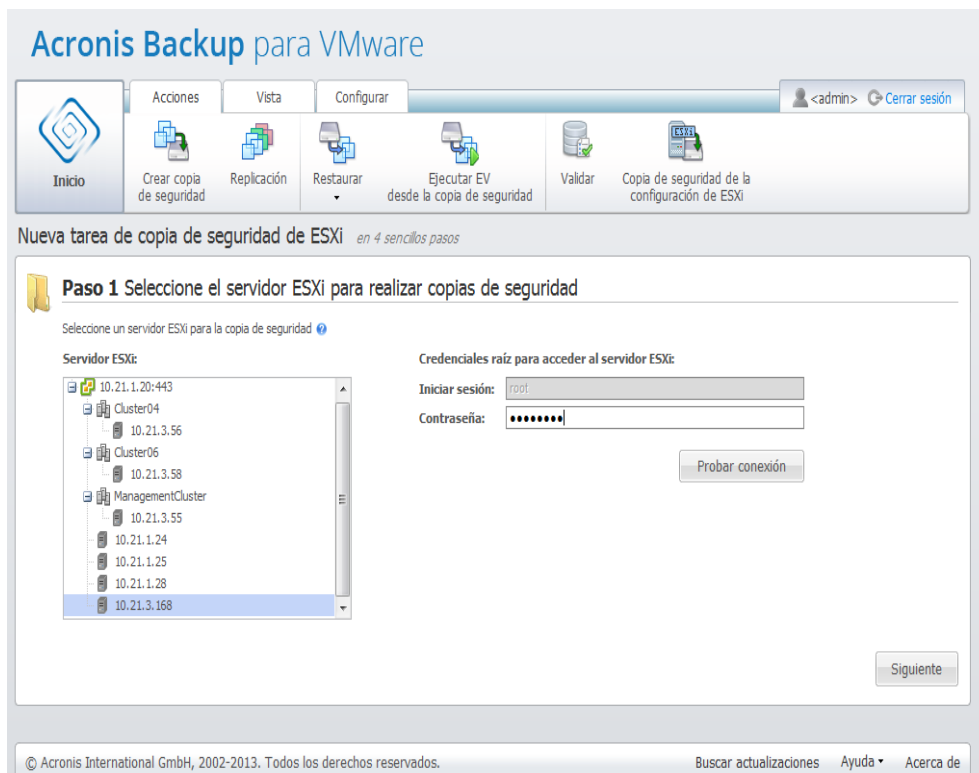 Acronis Backup para VMware
Acciones
Vista
Configurar
<admin>
Cerrar sesión
Inicio
Crear copia
de seguridad
Replicación
Restaurar
Ejecutar EV
desde la copia de seguridad
Validar
Copia de seguridad de la
configuración de ESXi
Nueva tarea de copia de seguridad de ESXi en 4 sencillos pasos
Paso 1 Seleccione el servidor ESXi para realizar copias de seguridad
Seleccione un servidor ESXi para la copia de seguridad
Servidor ESXi:
10.21.1.20:443
Cluster04
10.21.3.56
Cluster06
10.21.3.58
ManagementCluster
10.21.3.55
10.21.1.24
10.21.1.25
10.21.1.28
10.21.3.168
Credenciales raíz para acceder al servidor ESXi:
Iniciar sesión: root
Contraseña: ••••••••
Probar conexión
Siguiente
© Acronis International GmbH, 2002-2013. Todos los derechos reservados.
Buscar actualizaciones
Ayuda
Acerca de